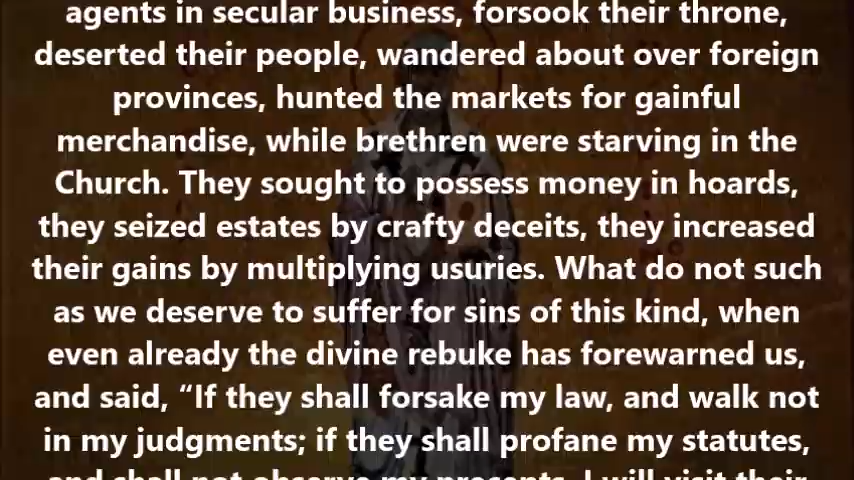 agents in secular business, forsook their throne,
deserted their people, wandered about over foreign
provinces, hunted the markets for gainful
merchandise, while brethren were starving in the
Church. They sought to possess money in hoards,
they seized estates by crafty deceits, they increased
their gains by multiplying usuries. What do not such
as we deserve to suffer for sins of this kind, when
even already the divine rebuke has forewarned us,
and said, “If they shall forsake my law, and walk not
in my judgments; if they shall profane my statutes,
and shall not observe my precepts, I will visit their